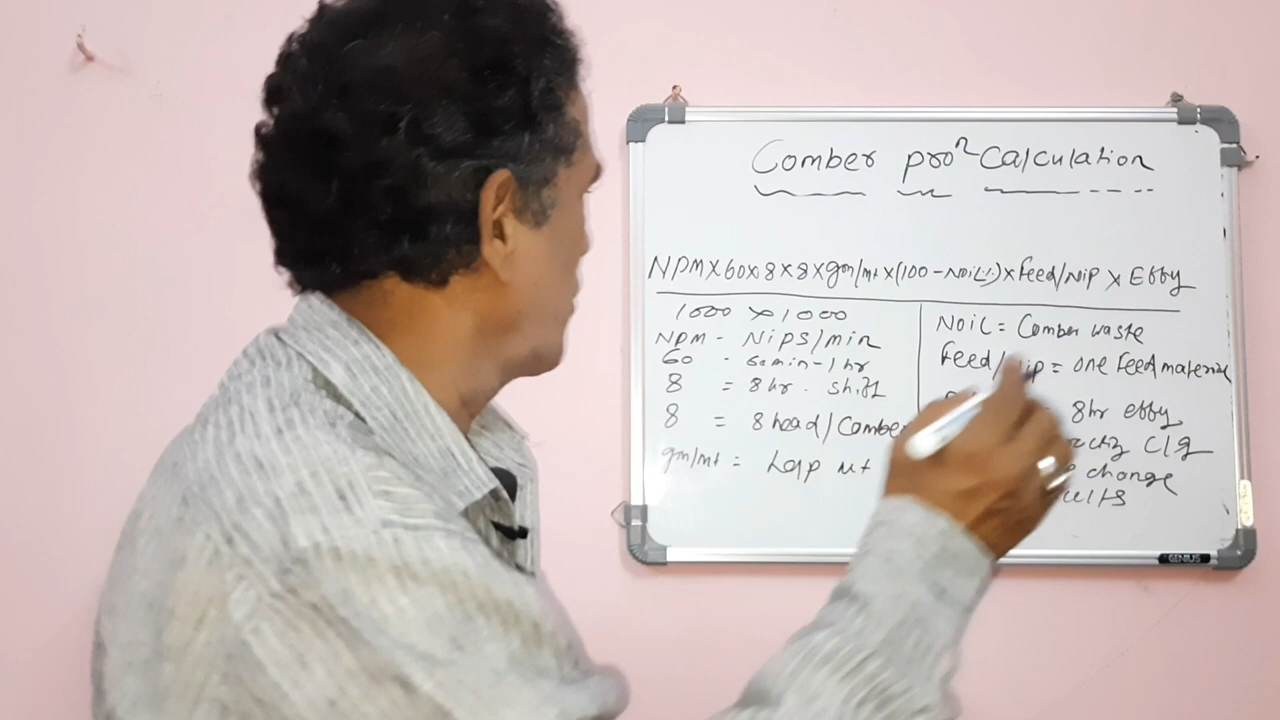 Comber pro^n Calculation
NPM X 60 X 8 X 8 X gm/mt X (100 - Noil%) X Feed/Nip X Effy
1000 X 1000
NPM - Nips/min
60 - 60 min - 1 hr
8 = 8 hr. shift
8 = 8 head/Comber
gm/mt = Lap wt
Noil = Comber waste
Feed/Nip = one Feed material
= 8hr effy
change
GENIUS